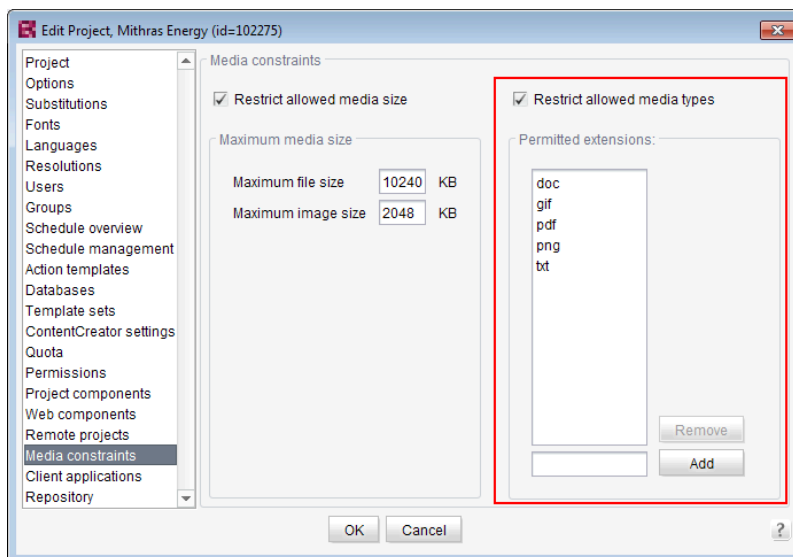 Edit Project, Mithras Energy (id=102275)
Project
Options
Substitutions
Fonts
Languages
Resolutions
Users
Groups
Schedule overview
Schedule management
Action templates
Databases
Template sets
ContentCreator settings
Quota
Permissions
Project components
Web components
Remote projects
Media constraints
Client applications
Repository
Media constraints
Restrict allowed media size
Maximum media size
Maximum file size 10240 KB
Maximum image size 2048 KB
Restrict allowed media types
Permitted extensions:
doc
gif
pdf
png
txt
Remove
Add
OK Cancel
?